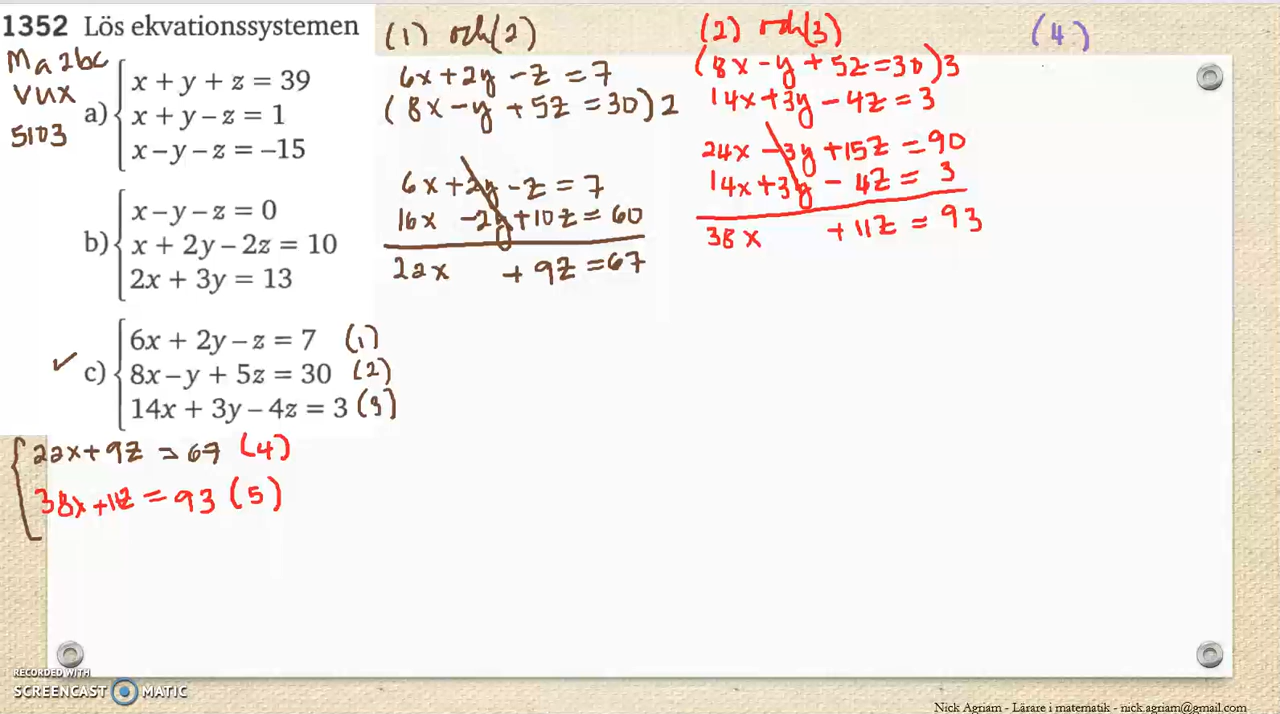 1352 Lös ekvationssystemen
Ma2bc
vux
5103
a) x + y + z = 39
x + y – z = 1
x – y – z = –15
b) x – y – z = 0
x + 2y – 2z = 10
2x + 3y = 13
c) 6x + 2y – z = 7 (1)
8x – y + 5z = 30 (2)
14x + 3y – 4z = 3 (3)
22x + 9z = 67 (4)
38x + 11z = 93 (5)
(1) och (2)
6x + 2y – z = 7
(8x – y + 5z = 30) 2
6x + 2y – z = 7
16x – 2y + 10z = 60
22x + 9z = 67
(2) och (3)
(8x – y + 5z = 30) 3
14x + 3y – 4z = 3
24x – 3y + 15z = 90
14x + 3y – 4z = 3
38x + 11z = 93
(4)
RECORDED WITH
SCREENCAST MATIC
Nick Agriam - Lärare i matematik - nick.agriam@gmail.com